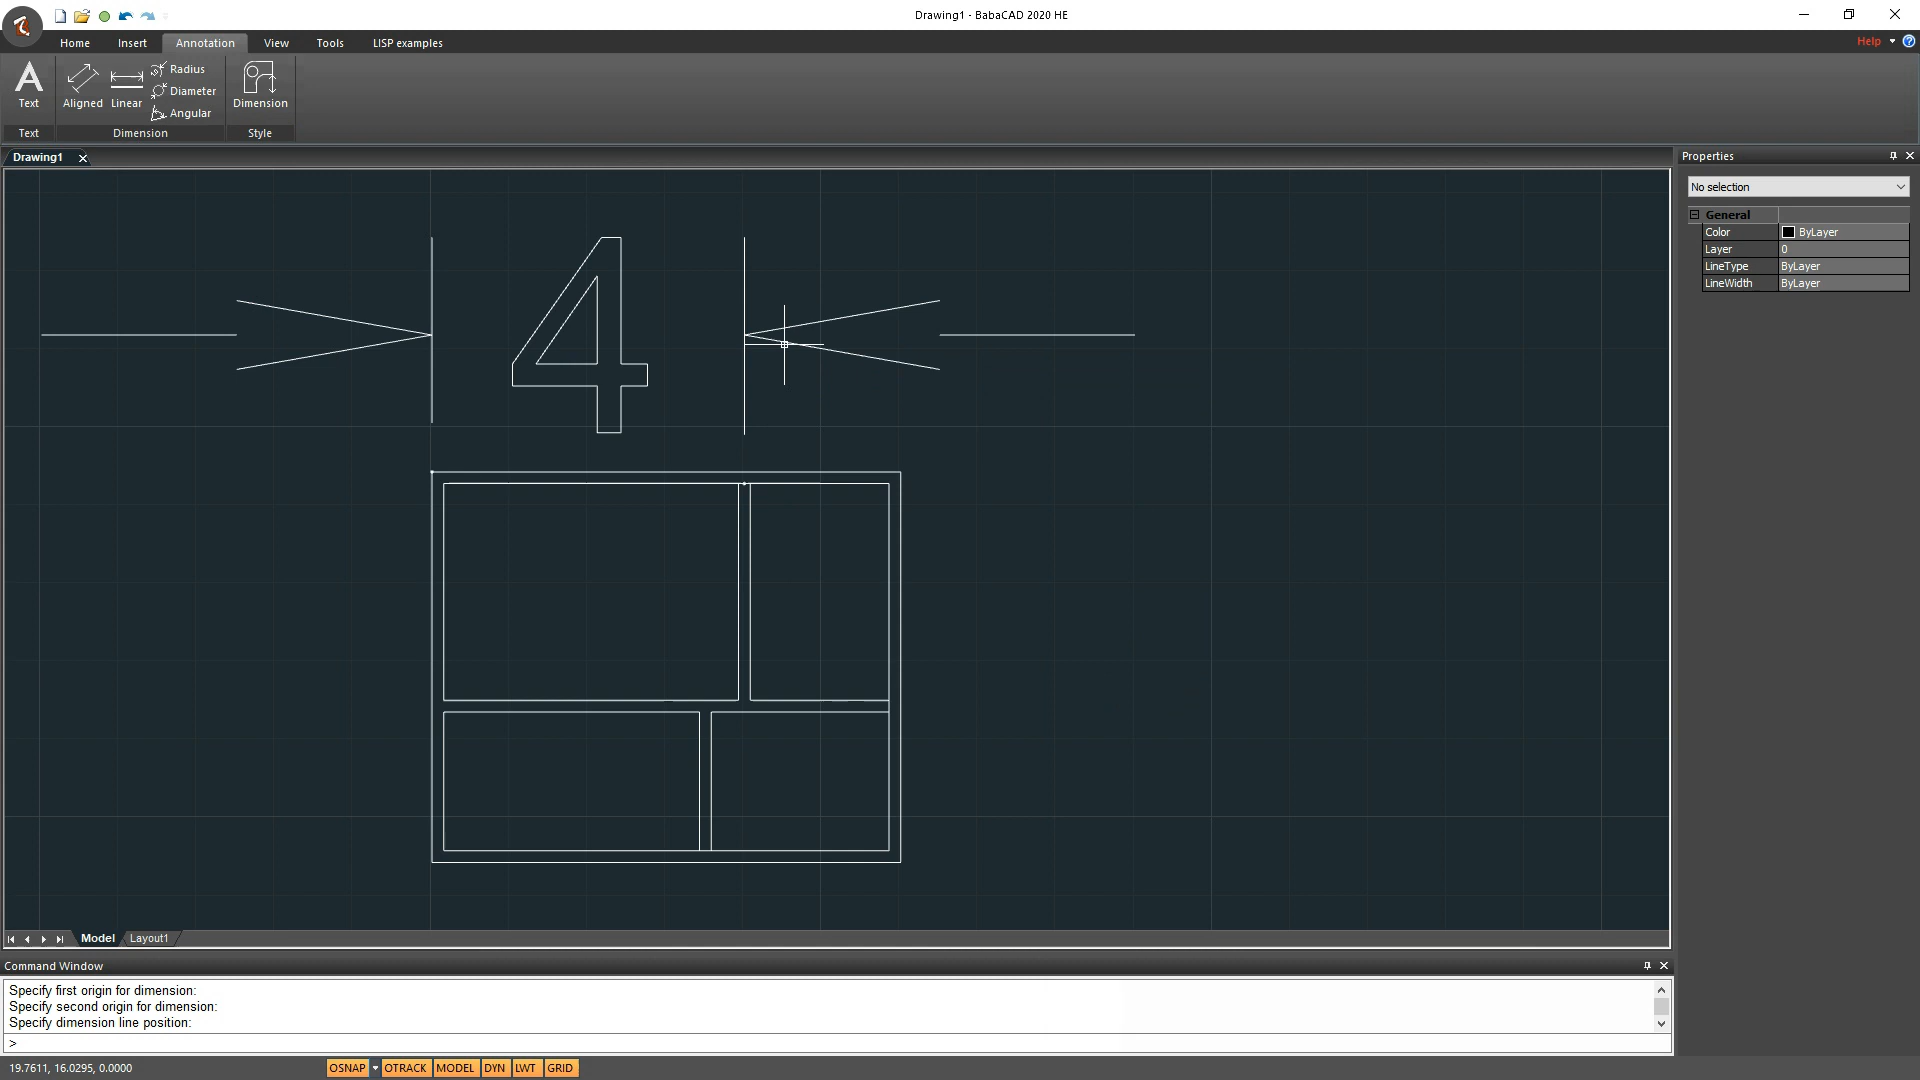 Drawing1 - BabaCAD 2020 HE
Home Insert Annotation View Tools LISP examples Help
Text Aligned Linear Radius Diameter Angular Dimension
Text Dimension Style
Drawing1
Properties
No selection
General
Color ByLayer
Layer 0
LineType ByLayer
LineWidth ByLayer
4
Model Layout1
Command Window
Specify first origin for dimension:
Specify second origin for dimension:
Specify dimension line position:
>
19.7611, 16.0295, 0.0000 OSNAP OTRACK MODEL DYN LWT GRID